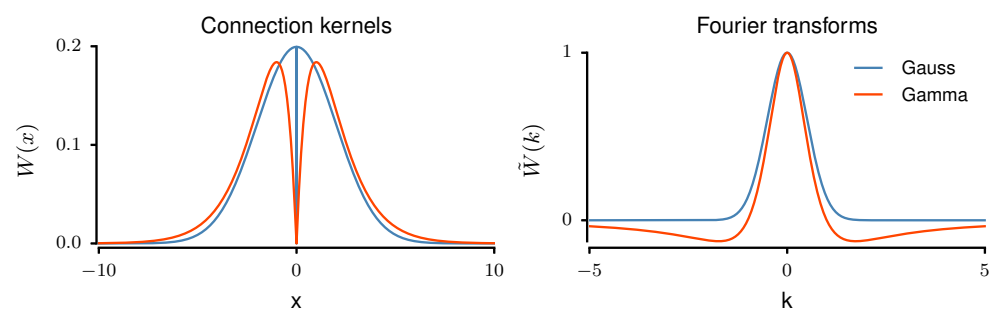 Connection kernels
W(x)
0.2
0.1
0.0
−10
0
10
x
Fourier transforms
W̃(k)
1
0
−5
0
5
k
Gauss
Gamma